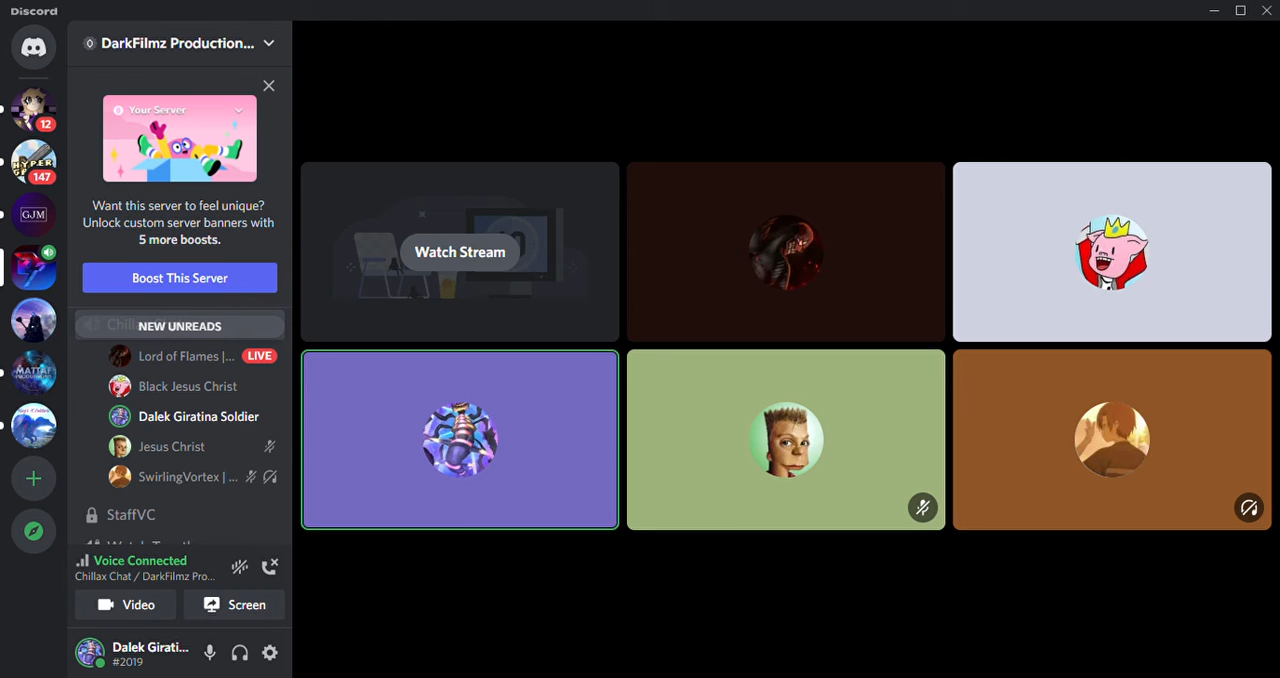 Discord
DarkFilmz Production...
12
Your Server
HYPER
147
Want this server to feel unique?
Unlock custom server banners with
5 more boosts.
GJM
Boost This Server
Watch Stream
NEW UNREADS
Lord of Flames |... LIVE
Black Jesus Christ
MATTAF
Dalek Giratina Soldier
Jesus Christ
SwirlingVortex | ...
StaffVC
Voice Connected
Chillax Chat / DarkFilmz Pro...
Video
Screen
Dalek Girati...
#2019